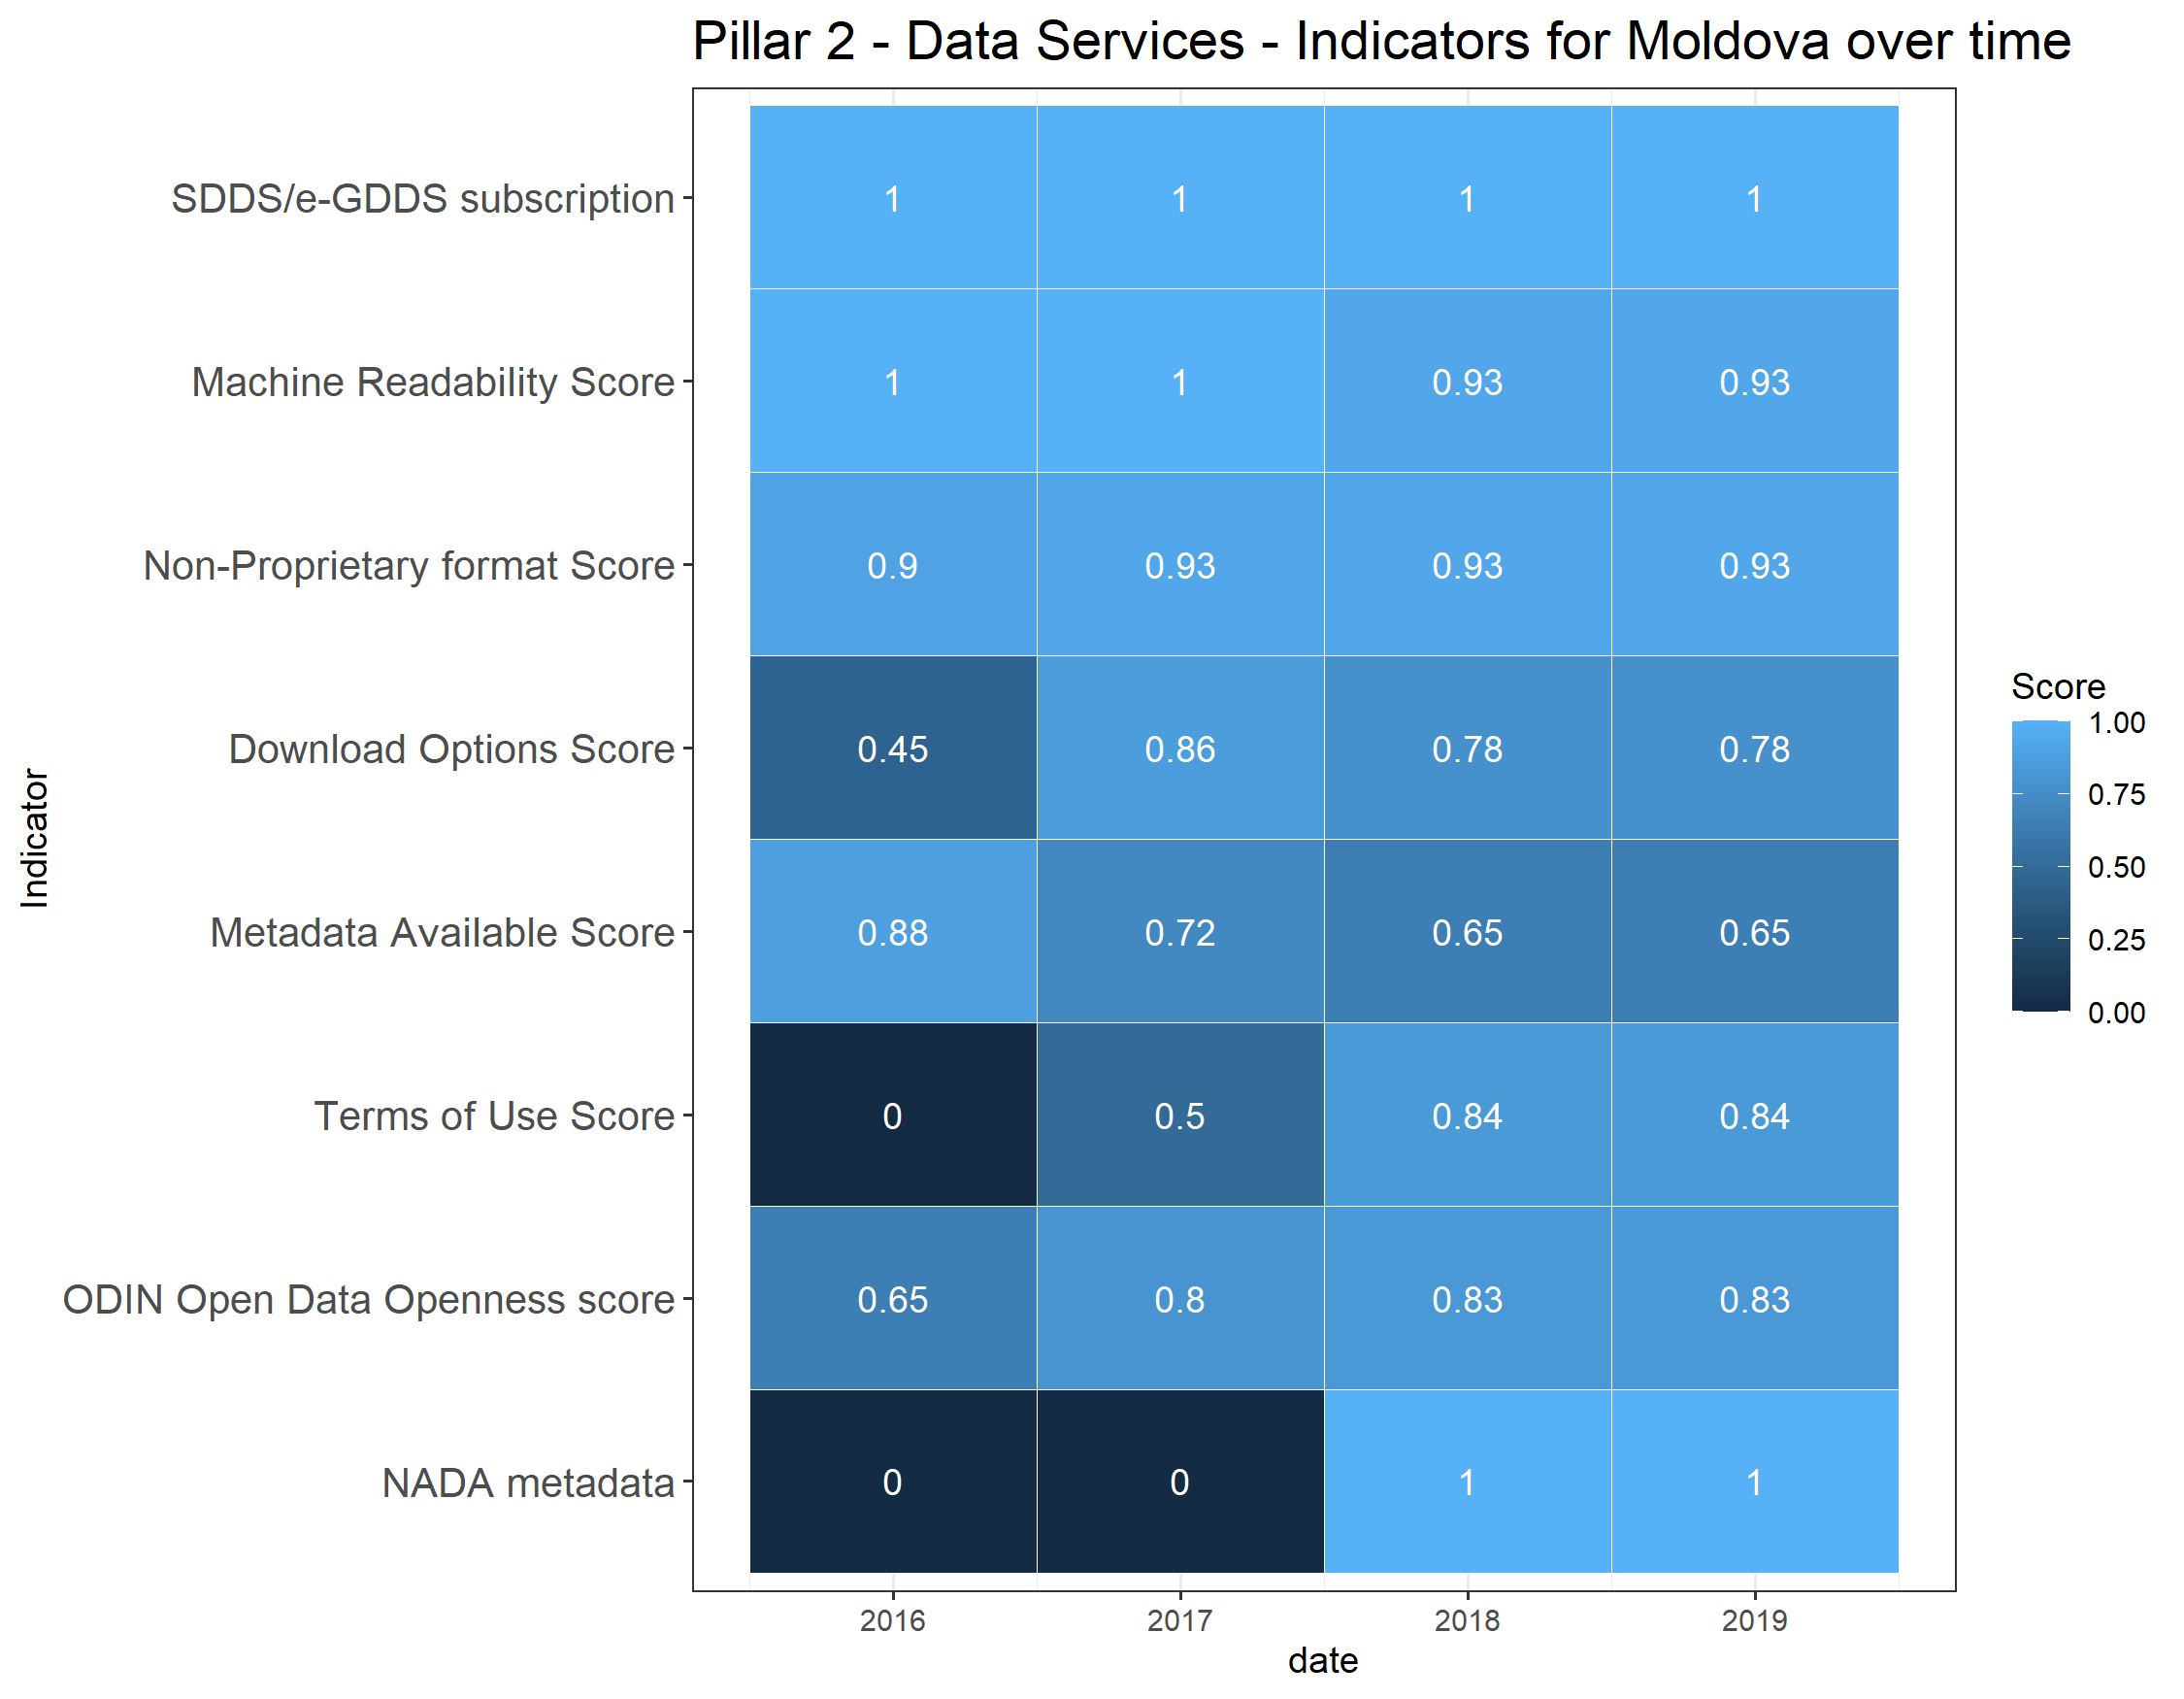 Pillar 2 - Data Services - Indicators for Moldova over time
Indicator
SDDS/e-GDDS subscription 1 1 1 1
Machine Readability Score 1 1 0.93 0.93
Non-Proprietary format Score 0.9 0.93 0.93 0.93
Download Options Score 0.45 0.86 0.78 0.78
Metadata Available Score 0.88 0.72 0.65 0.65
Terms of Use Score 0 0.5 0.84 0.84
ODIN Open Data Openness score 0.65 0.8 0.83 0.83
NADA metadata 0 0 1 1
2016 2017 2018 2019
date
Score
1.00
0.75
0.50
0.25
0.00